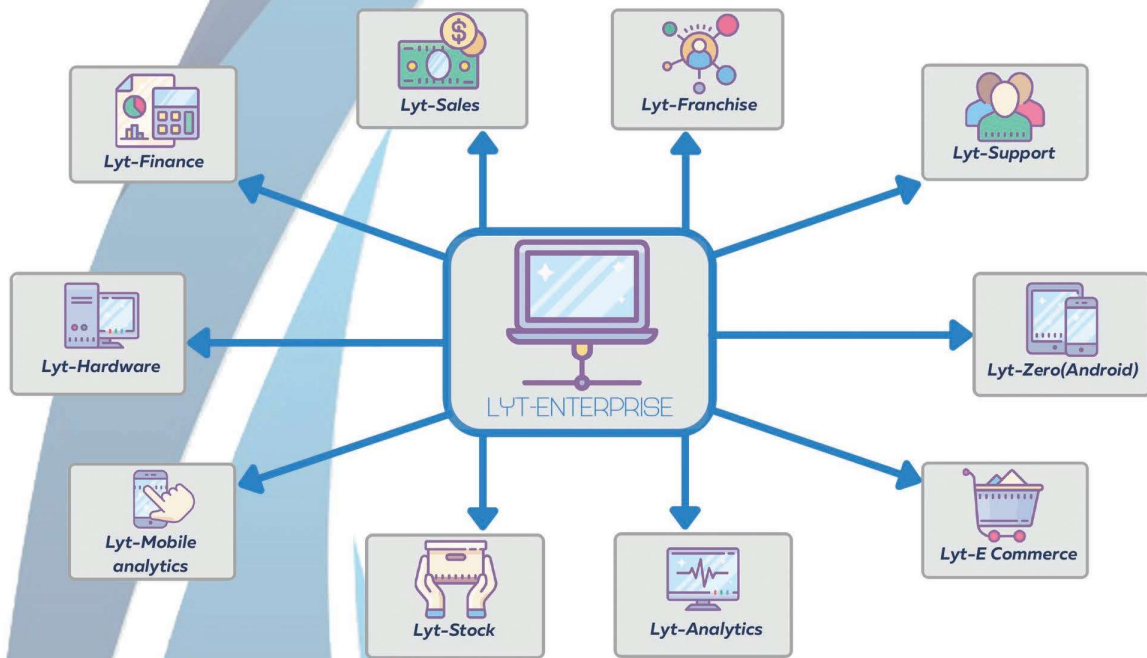 $
Lyt-Sales
Lyt-Franchise
Lyt-Finance
Lyt-Support
LYT-ENTERPRISE
Lyt-Hardware
Lyt-Zero(Android)
Lyt-Mobile
analytics
Lyt-E Commerce
Lyt-Stock
Lyt-Analytics